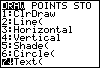 DRAW POINTS STO
1:ClrDraw
2:Line(
3:Horizontal
4:Vertical
5:Shade(
6:Circle(
7:Text(